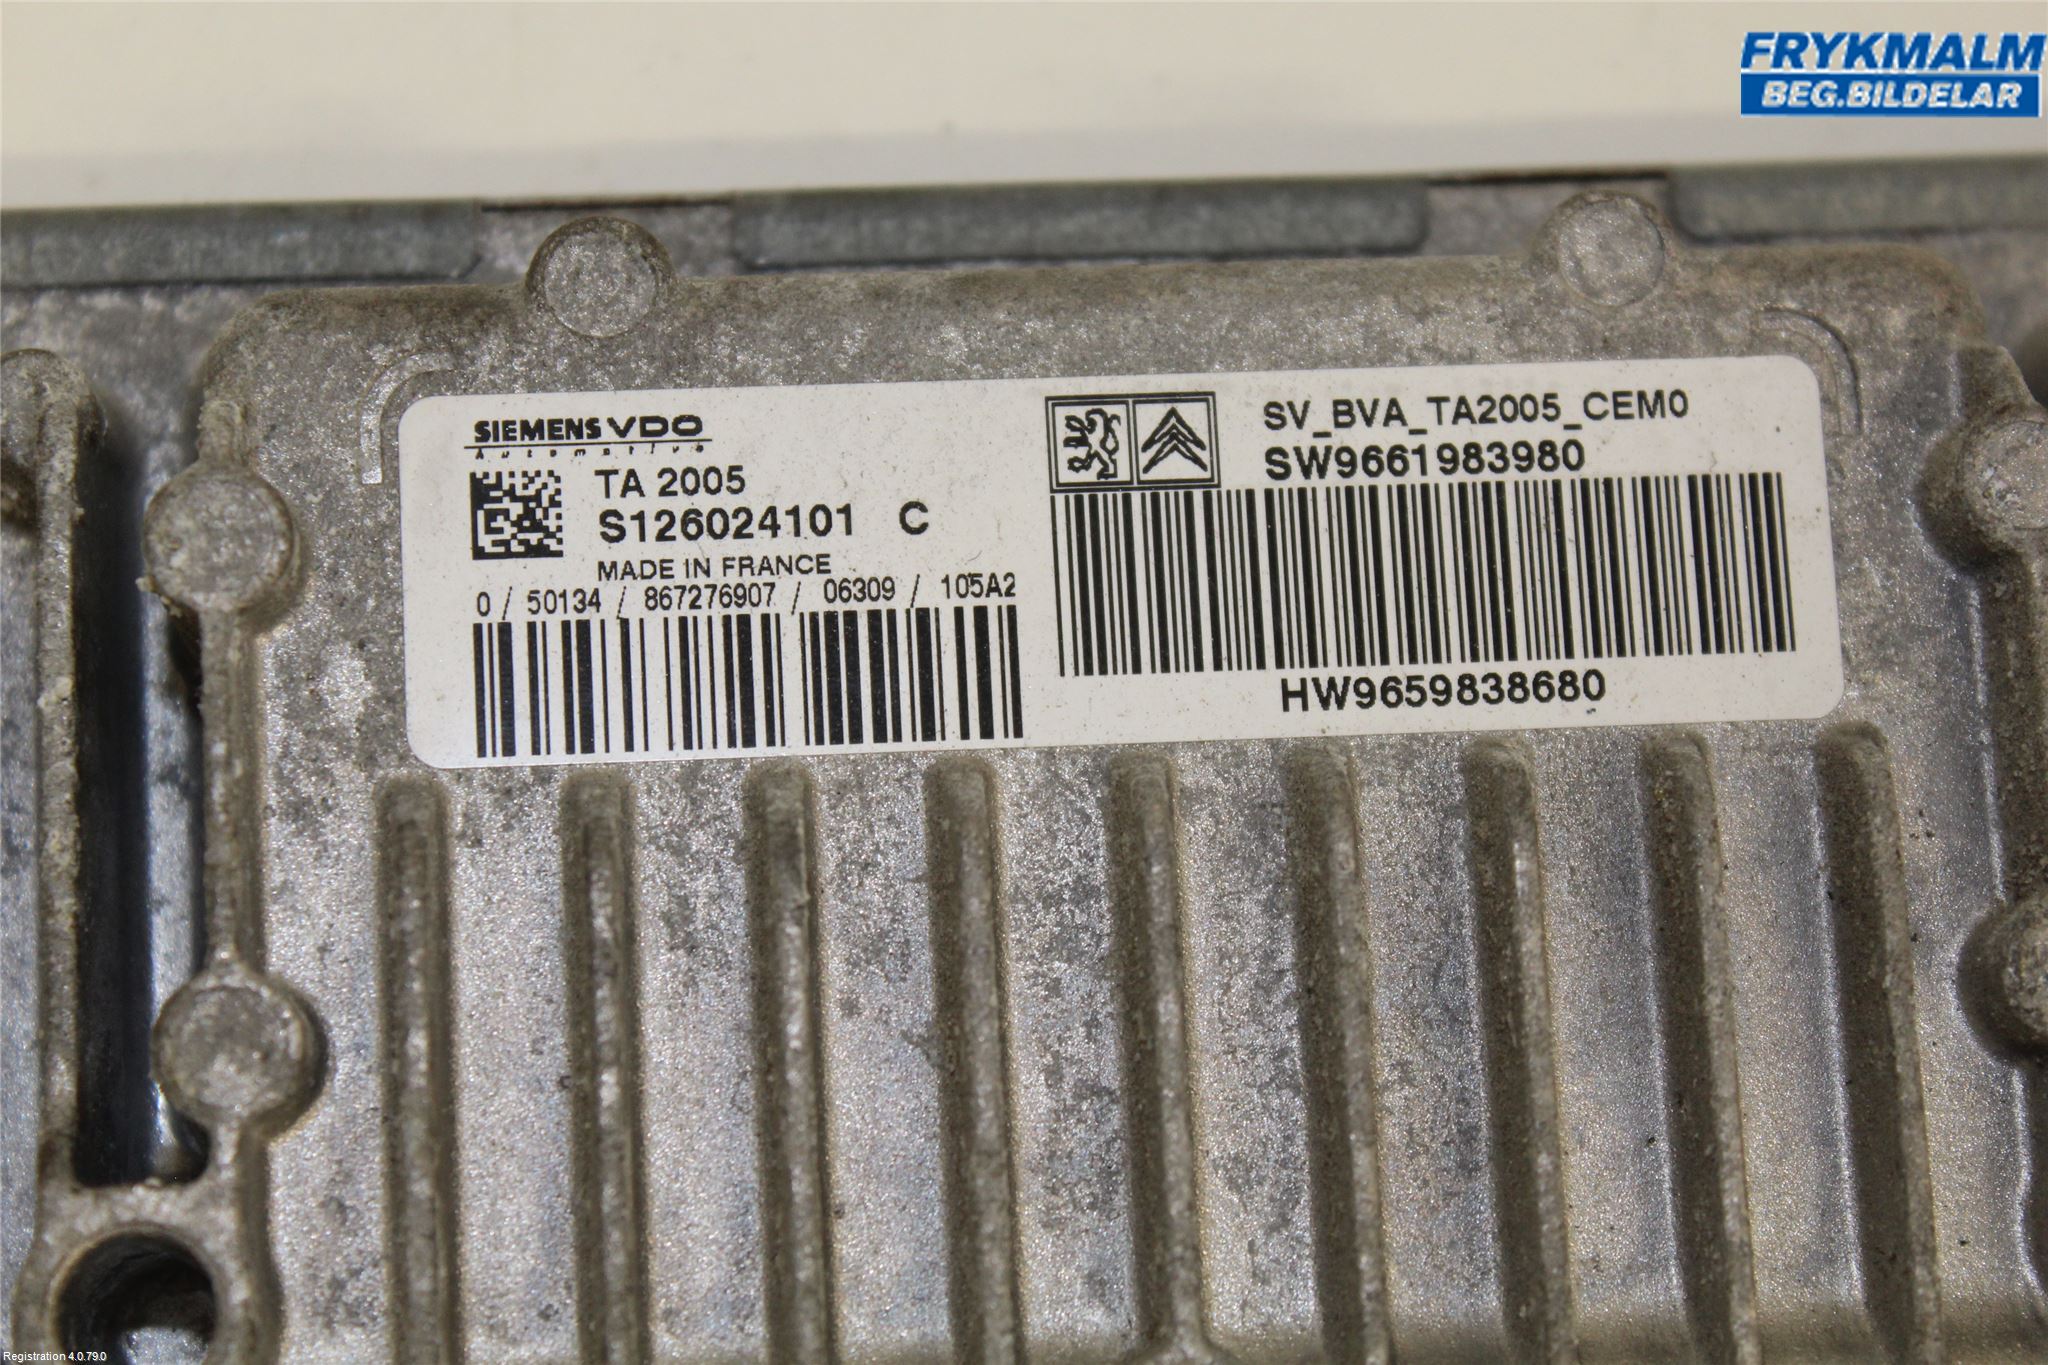 FRYKMALM
BEG.BILDELAR
SIEMENS VDO
Automotive
TA 2005
S126024101 C
MADE IN FRANCE
0 / 50134 / 867276907 / 06309 / 105A2
SV_BVA_TA2005_CEM0
SW9661983980
HW9659838680
Registration 4.0.79.0